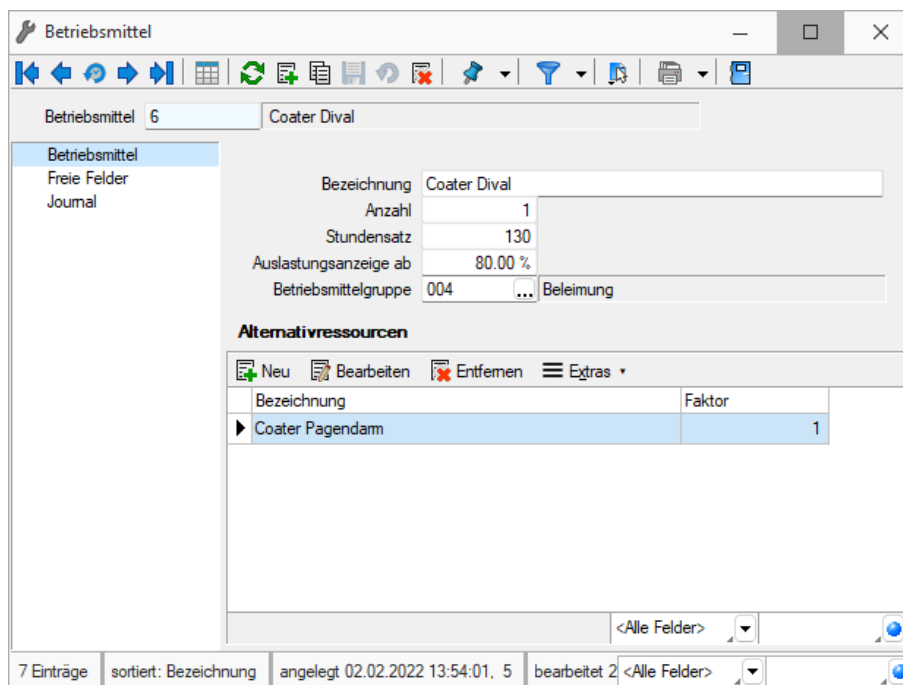 Betriebsmittel
Betriebsmittel 6 Coater Dival
Betriebsmittel
Freie Felder
Journal
Bezeichnung Coater Dival
Anzahl 1
Stundensatz 130
Auslastungsanzeige ab 80.00 %
Betriebsmittelgruppe 004 ... Beleimung
Alternativressourcen
Neu Bearbeiten Entfernen Extras
Bezeichnung Faktor
Coater Pagendarm 1
<Alle Felder>
7 Einträge sortiert: Bezeichnung angelegt 02.02.2022 13:54:01, 5 bearbeitet 2 <Alle Felder>